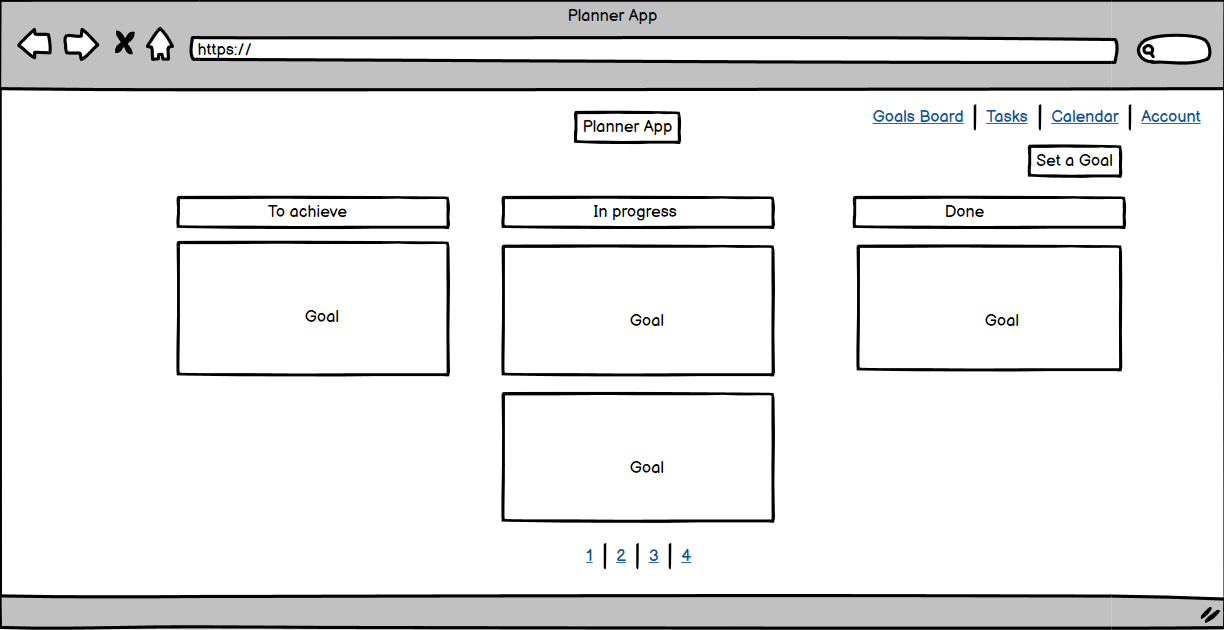 Planner App
https://
Planner App
Goals Board Tasks Calendar Account
Set a Goal
To achieve In progress Done
Goal Goal Goal
Goal
1 2 3 4